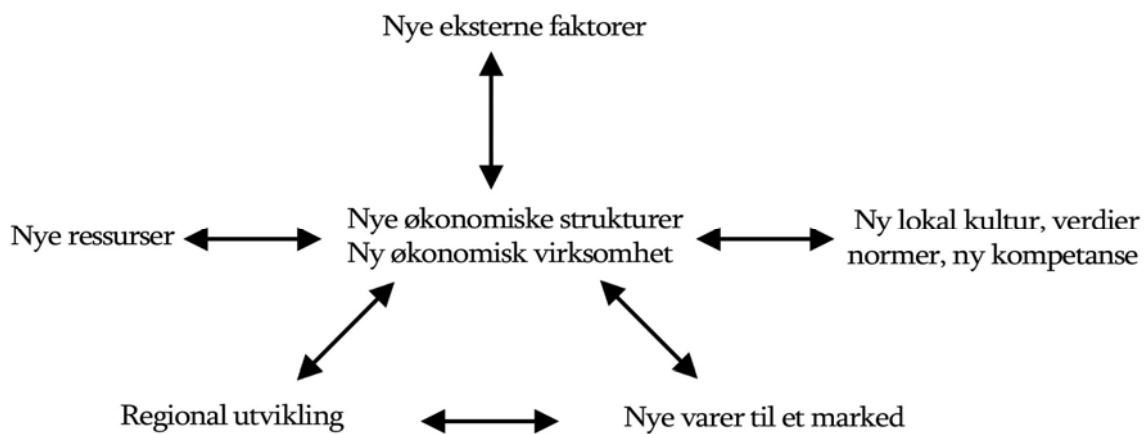 Nye eksterne faktorer
Nye økonomiske strukturer
Ny økonomisk virksomhet
Nye ressurser
Ny lokal kultur, verdier
normer, ny kompetanse
Regional utvikling
Nye varer til et marked